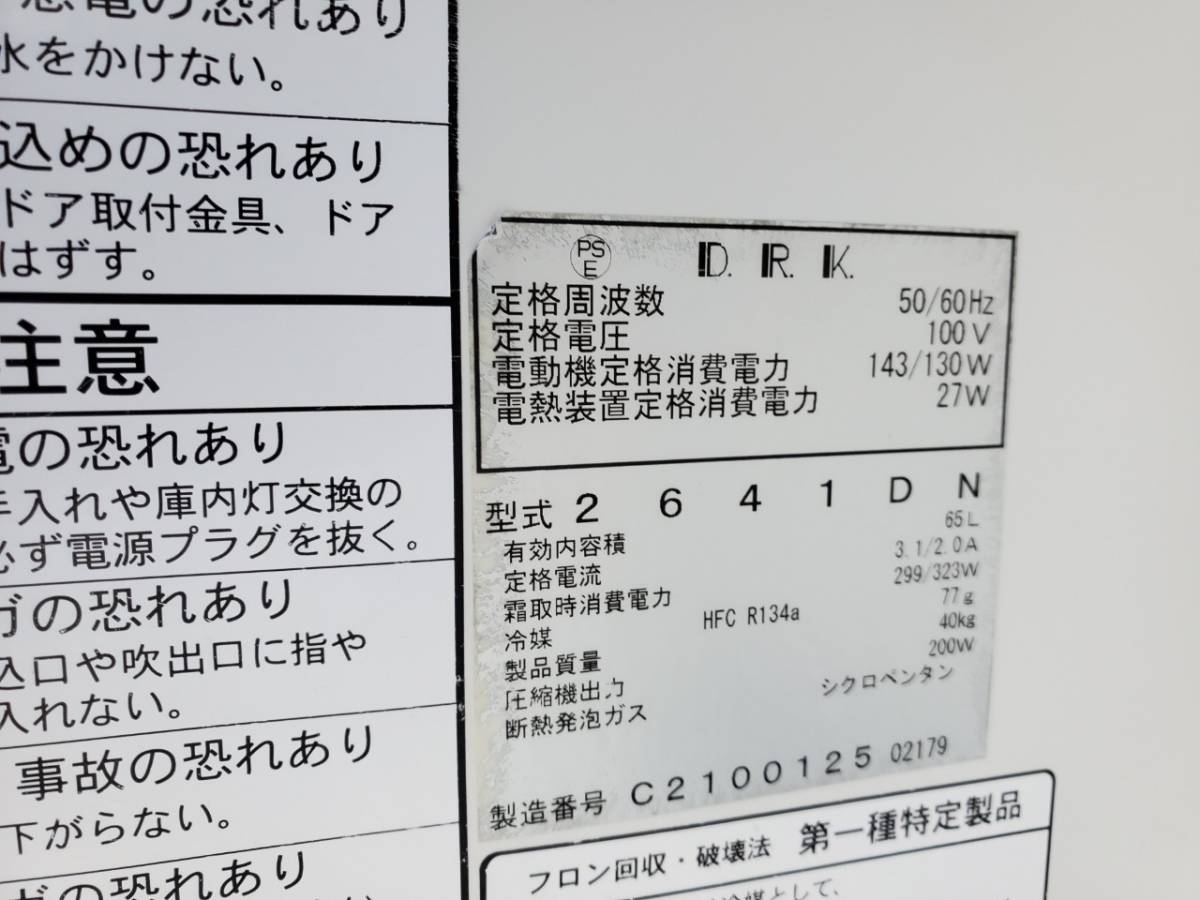 感電の恐れあり
水をかけない。
込めの恐れあり
ドア取付金具、ドア
はずす。
注意
電の恐れあり
手入れや庫内灯交換の
必ず電源プラグを抜く。
ガの恐れあり
込口や吹出口に指や
入れない。
事故の恐れあり
下がらない。
ガの恐れあり
PS
E
D.R.K.
定格周波数 50/60Hz
定格電圧 100V
電動機定格消費電力 143/130W
電熱装置定格消費電力 27W
型式 2641DN
有効内容積 65L
定格電流 3.1/2.0A
霜取時消費電力 299/323W
冷媒 HFC R134a 77g
製品質量 40kg
圧縮機出力 200W
断熱発泡ガス シクロペンタン
製造番号 C2100125 02179
フロン回収・破壊法 第一種特定製品
冷媒として、